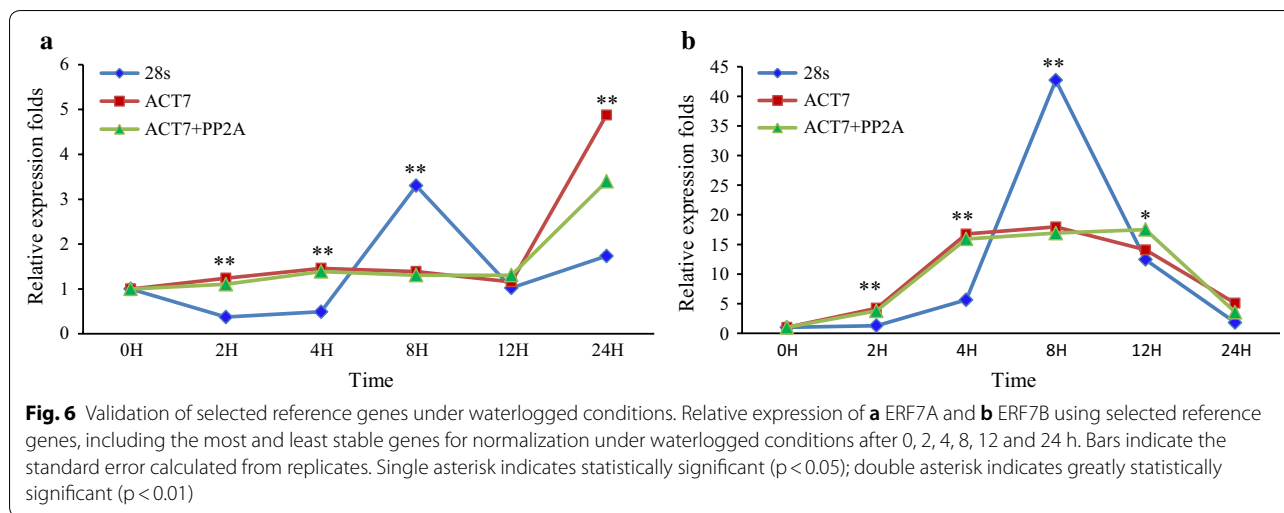 a
6
5
4
3
2
1
0
Relative expression folds
28s
ACT7
ACT7+PP2A
**
**
**
**
0H 2H 4H 8H 12H 24H
Time
b
45
40
35
30
25
20
15
10
5
0
Relative expression folds
28s
ACT7
ACT7+PP2A
**
**
**
*
0H 2H 4H 8H 12H 24H
Time
Fig. 6 Validation of selected reference genes under waterlogged conditions. Relative expression of a ERF7A and b ERF7B using selected reference
genes, including the most and least stable genes for normalization under waterlogged conditions after 0, 2, 4, 8, 12 and 24 h. Bars indicate the
standard error calculated from replicates. Single asterisk indicates statistically significant (p < 0.05); double asterisk indicates greatly statistically
significant (p < 0.01)